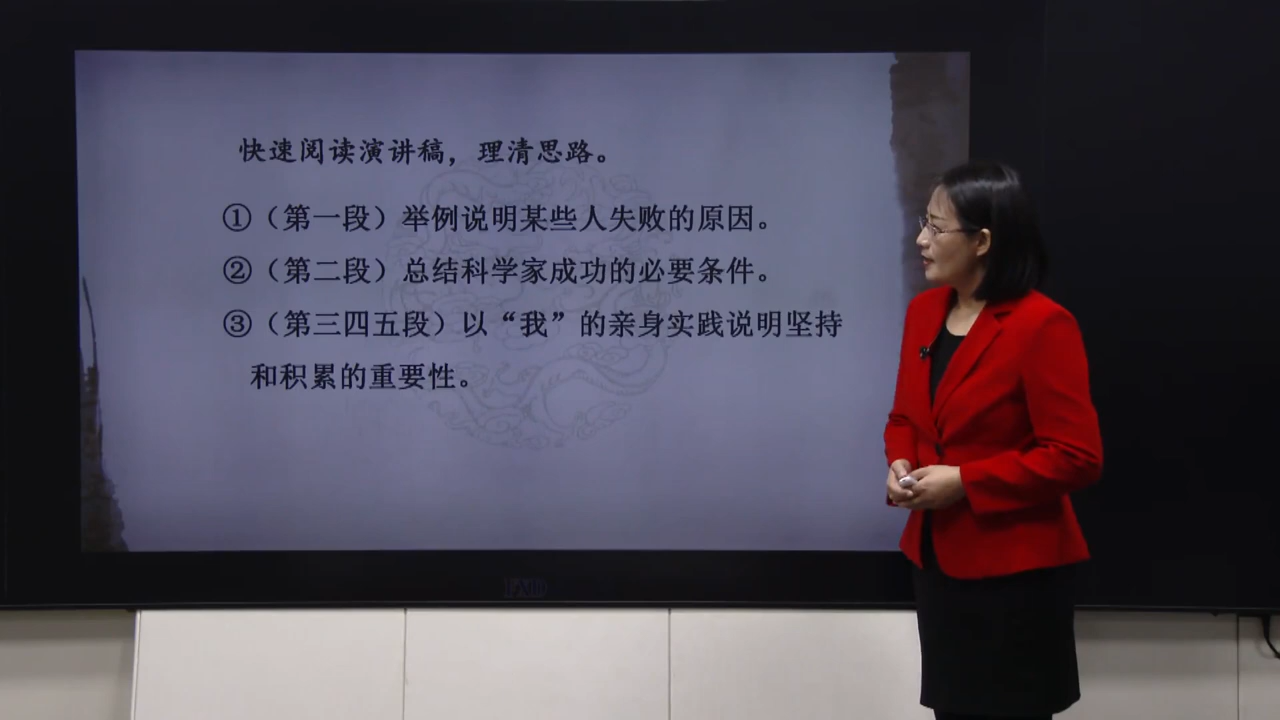 快速阅读演讲稿，理清思路。
①（第一段）举例说明某些人失败的原因。
②（第二段）总结科学家成功的必要条件。
③（第三四五段）以“我”的亲身实践说明坚持
和积累的重要性。